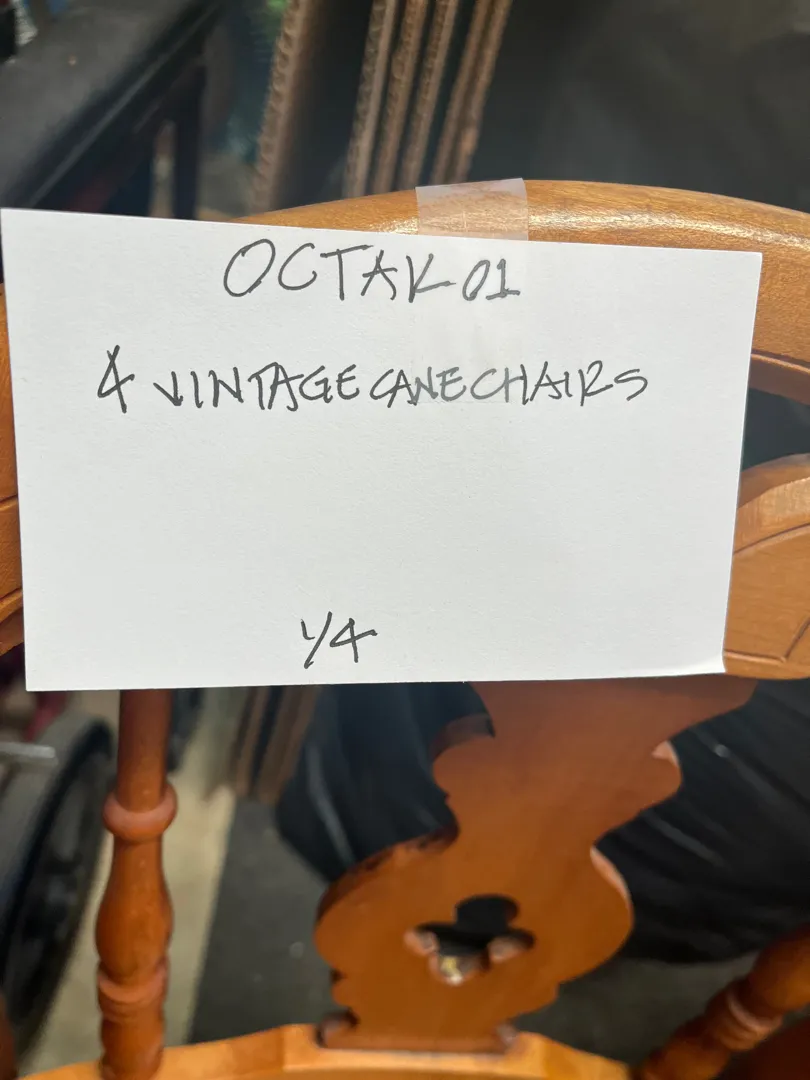 OCTAK01
4 VINTAGE CANE CHAIRS
1/4